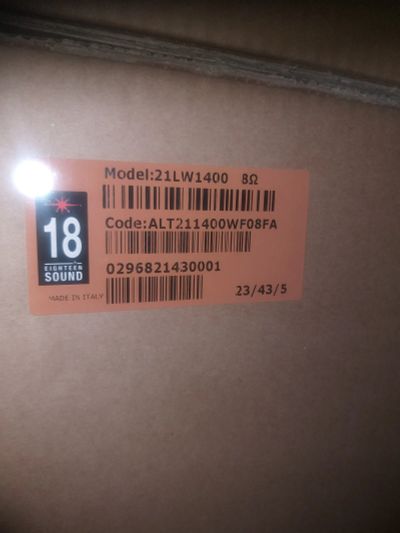 Model:21LW1400 8Ω
Code:ALT211400WF08FA
18
EIGHTEEN
SOUND
0296821430001
MADE IN ITALY
23/43/5